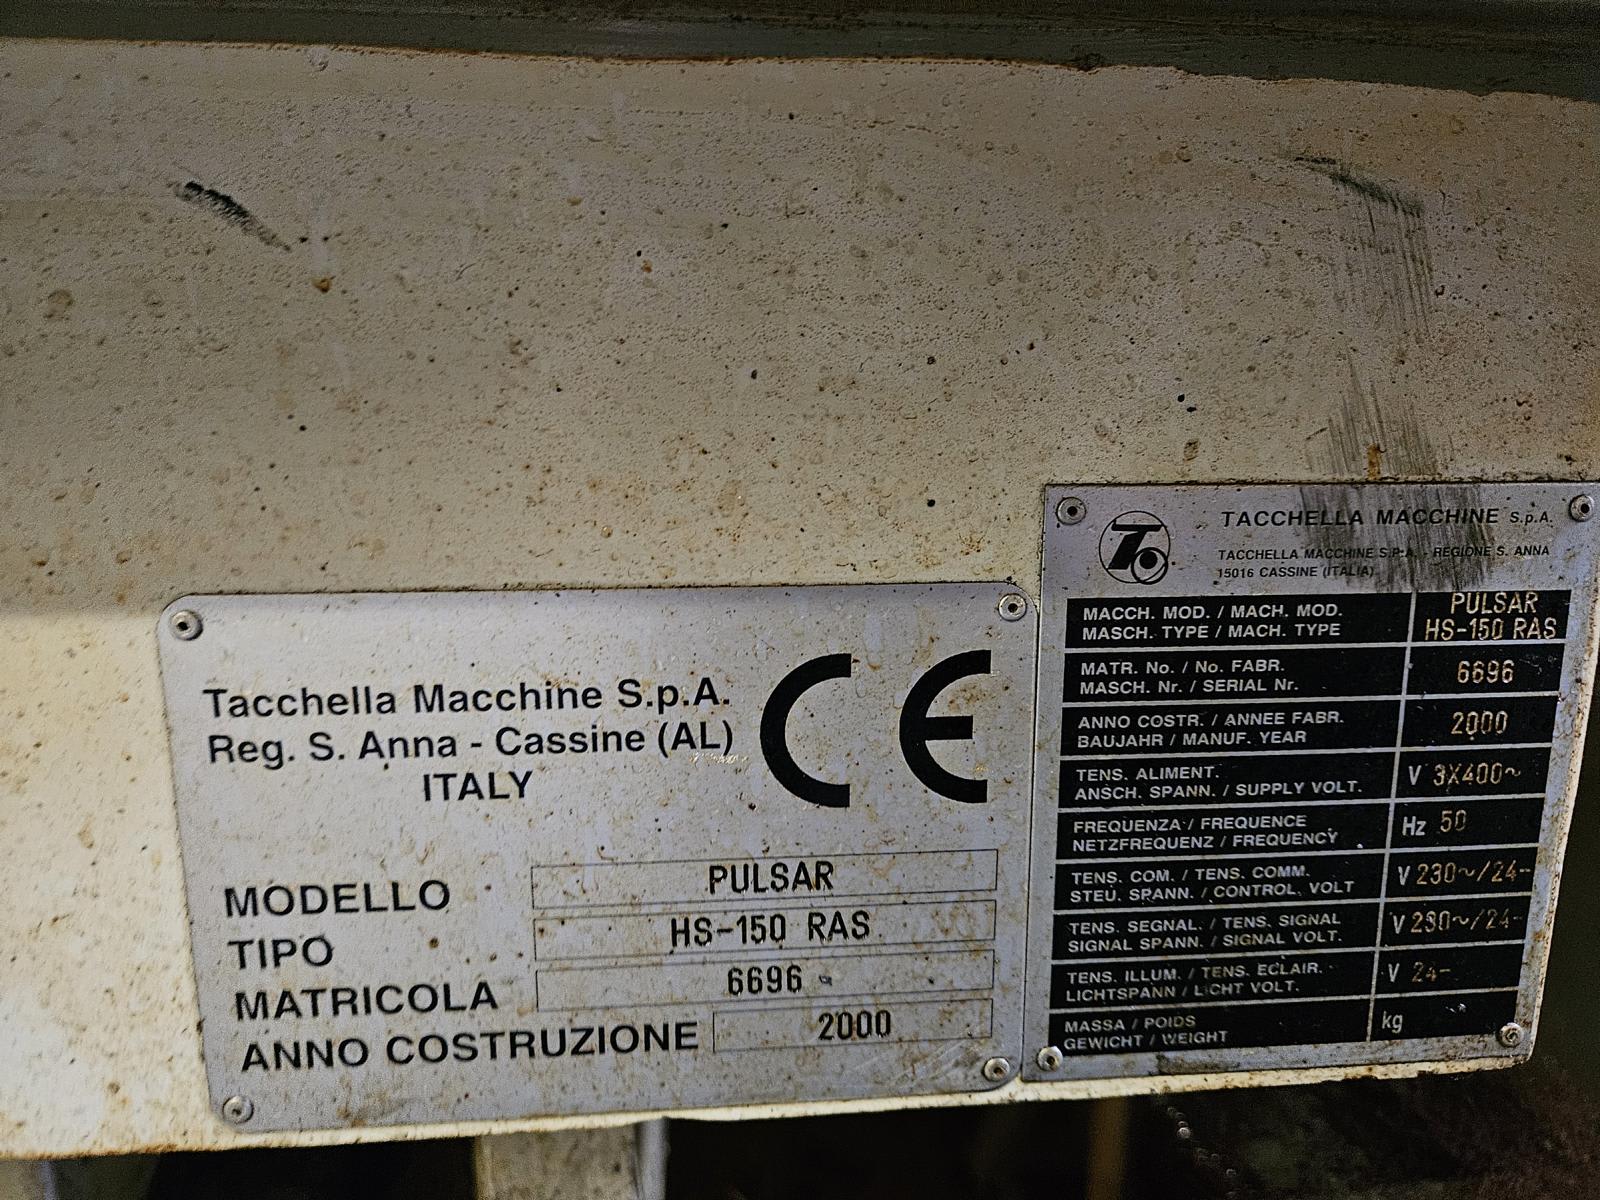 Tacchella Macchine S.p.A.
Reg. S. Anna - Cassine (AL)
ITALY
CE
MODELLO PULSAR
TIPO HS-150 RAS
MATRICOLA 6696
ANNO COSTRUZIONE 2000
TACCHELLA MACCHINE S.p.A.
TACCHELLA MACCHINE S.P.A. - REGIONE S. ANNA
15016 CASSINE (ITALIA)
MACCH. MOD. / MACH. MOD. PULSAR
MASCH. TYPE / MACH. TYPE HS-150 RAS
MATR. No. / No. FABR. 6696
MASCH. Nr. / SERIAL Nr.
ANNO COSTR. / ANNEE FABR. 2000
BAUJAHR / MANUF. YEAR
TENS. ALIMENT. V 3X400~
ANSCH. SPANN. / SUPPLY VOLT.
FREQUENZA / FREQUENCE Hz 50
NETZFREQUENZ / FREQUENCY
TENS. COM. / TENS. COMM. V 230~/24-
STEU. SPANN. / CONTROL. VOLT
TENS. SEGNAL. / TENS. SIGNAL V 230~/24-
SIGNAL SPANN. / SIGNAL VOLT.
TENS. ILLUM. / TENS. ECLAIR. V 24-
LICHTSPANN / LICHT VOLT.
MASSA / POIDS kg
GEWICHT / WEIGHT